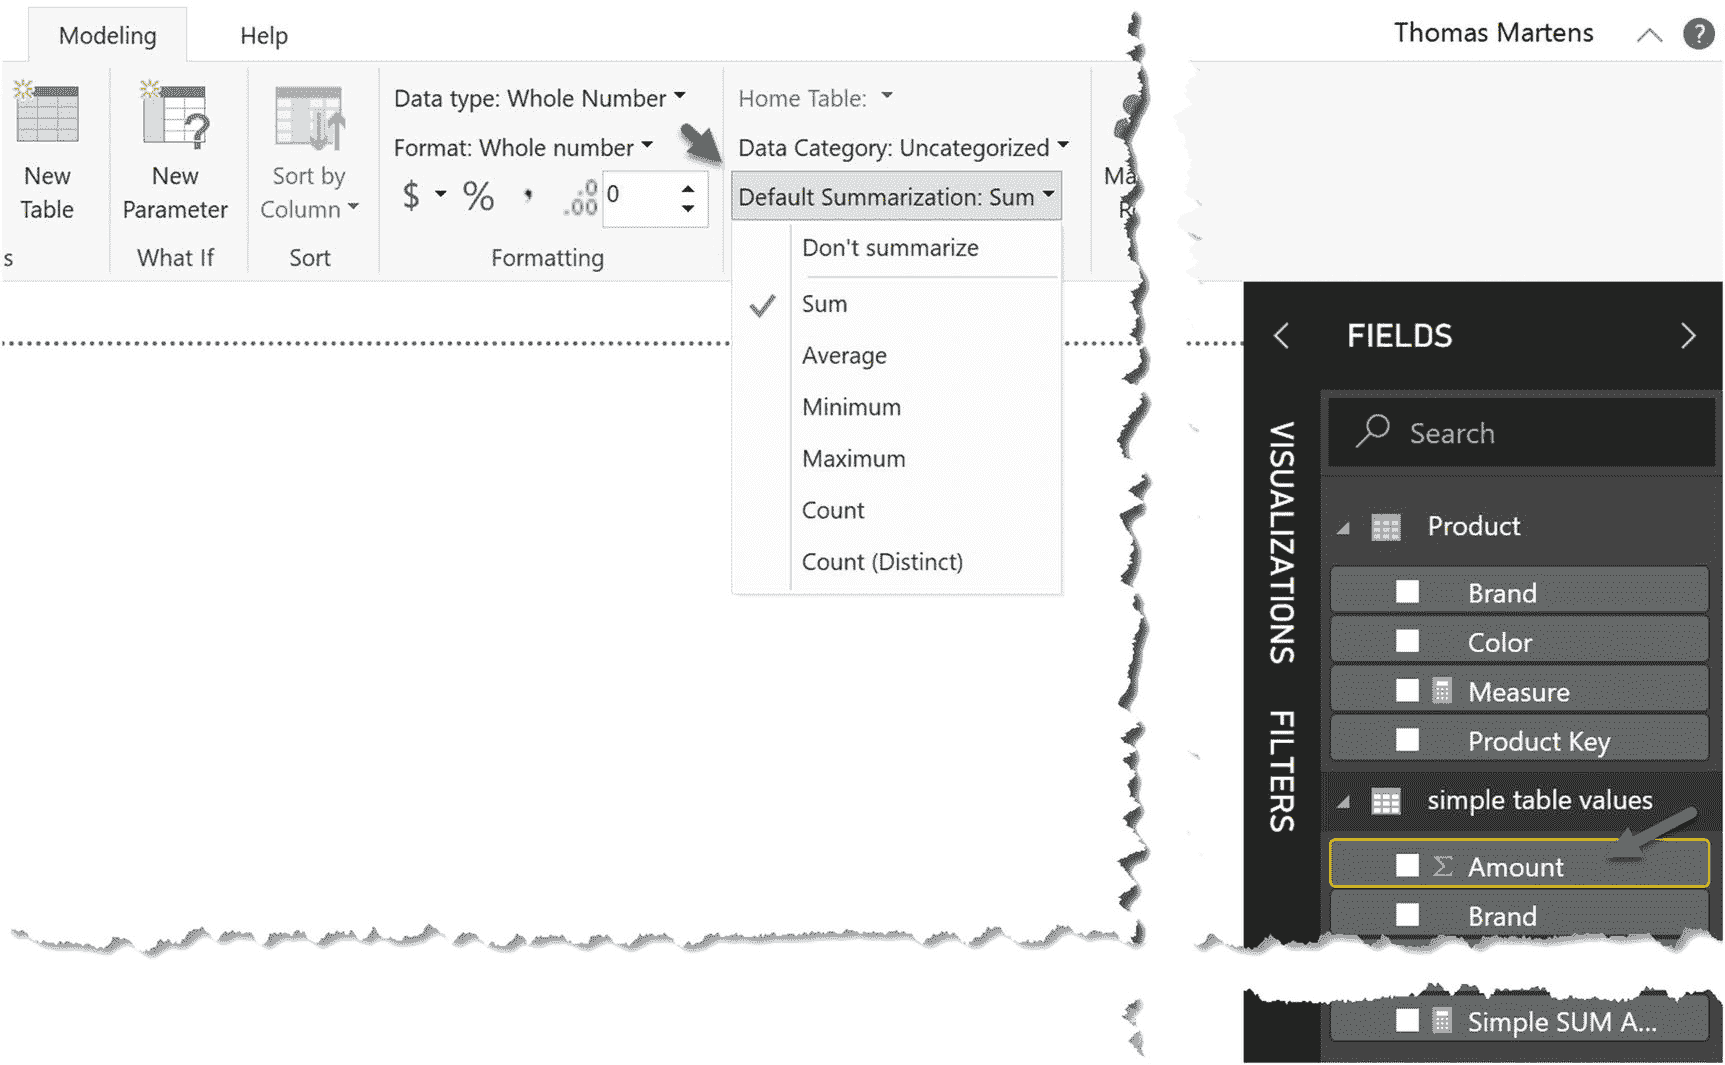 Modeling
Help
Thomas Martens
?
New
Table
s
New
Parameter
What If
Sort by
Column
Sort
Data type: Whole Number
Format: Whole number
$ % , .0 .00 0
Formatting
Home Table:
Data Category: Uncategorized
Default Summarization: Sum
Don't summarize
Sum
Average
Minimum
Maximum
Count
Count (Distinct)
FIELDS
VISUALIZATIONS
FILTERS
Search
Product
Brand
Color
Measure
Product Key
simple table values
Σ Amount
Brand
Simple SUM A...